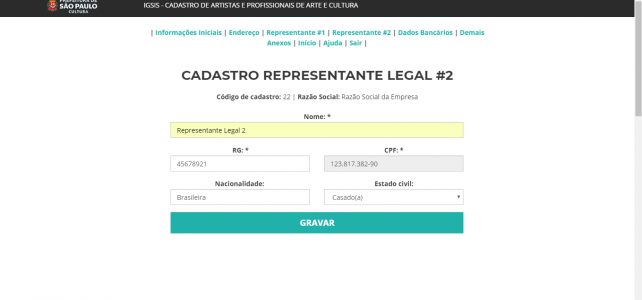 PREFEITURA DE
SÃO PAULO
CULTURA
IGSIS - CADASTRO DE ARTISTAS E PROFISSIONAIS DE ARTE E CULTURA
| Informações Iniciais | Endereço | Representante #1 | Representante #2 | Dados Bancários | Demais
Anexos | Início | Ajuda | Sair |
CADASTRO REPRESENTANTE LEGAL #2
Código de cadastro: 22 | Razão Social: Razão Social da Empresa
Nome: *
Representante Legal 2
RG: * CPF: *
45678921 123.817.382-90
Nacionalidade: Estado civil:
Brasileira Casado(a)
GRAVAR